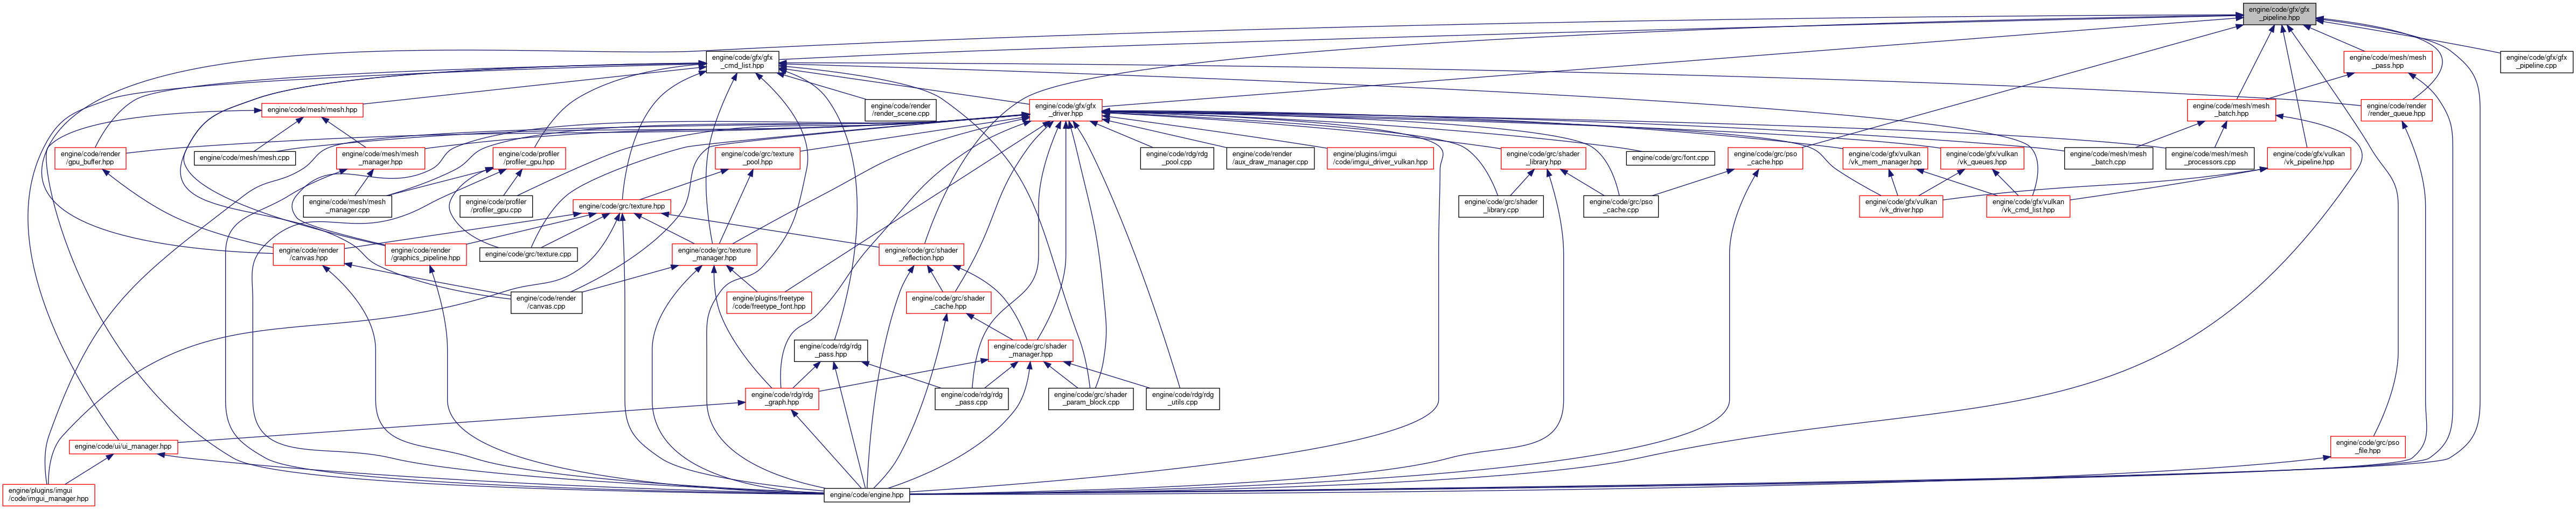 engine/code/gfx/gfx
_pipeline.hpp
engine/code/gfx/gfx
_cmd_list.hpp
engine/code/mesh/mesh
_pass.hpp
engine/code/gfx/gfx
_pipeline.cpp
engine/code/mesh/mesh.hpp
engine/code/render
/render_scene.cpp
engine/code/gfx/gfx
_driver.hpp
engine/code/mesh/mesh
_batch.hpp
engine/code/render
/render_queue.hpp
engine/code/render
/gpu_buffer.hpp
engine/code/mesh/mesh.cpp
engine/code/mesh/mesh
_manager.hpp
engine/code/profiler
/profiler_gpu.hpp
engine/code/grc/texture
_pool.hpp
engine/code/rdg/rdg
_pool.cpp
engine/code/render
/aux_draw_manager.cpp
engine/plugins/imgui
/code/imgui_driver_vulkan.hpp
engine/code/grc/shader
_library.hpp
engine/code/grc/font.cpp
engine/code/grc/pso
_cache.hpp
engine/code/gfx/vulkan
/vk_mem_manager.hpp
engine/code/gfx/vulkan
/vk_queues.hpp
engine/code/mesh/mesh
_batch.cpp
engine/code/mesh/mesh
_processors.cpp
engine/code/gfx/vulkan
/vk_pipeline.hpp
engine/code/mesh/mesh
_manager.cpp
engine/code/profiler
/profiler_gpu.cpp
engine/code/grc/texture.hpp
engine/code/grc/shader
_library.cpp
engine/code/grc/pso
_cache.cpp
engine/code/gfx/vulkan
/vk_driver.hpp
engine/code/gfx/vulkan
/vk_cmd_list.hpp
engine/code/render
/canvas.hpp
engine/code/render
/graphics_pipeline.hpp
engine/code/grc/texture.cpp
engine/code/grc/texture
_manager.hpp
engine/code/grc/shader
_reflection.hpp
engine/code/render
/canvas.cpp
engine/plugins/freetype
/code/freetype_font.hpp
engine/code/grc/shader
_cache.hpp
engine/code/rdg/rdg
_pass.hpp
engine/code/grc/shader
_manager.hpp
engine/code/rdg/rdg
_graph.hpp
engine/code/rdg/rdg
_pass.cpp
engine/code/grc/shader
_param_block.cpp
engine/code/rdg/rdg
_utils.cpp
engine/code/ui/ui_manager.hpp
engine/code/grc/pso
_file.hpp
engine/plugins/imgui
/code/imgui_manager.hpp
engine/code/engine.hpp